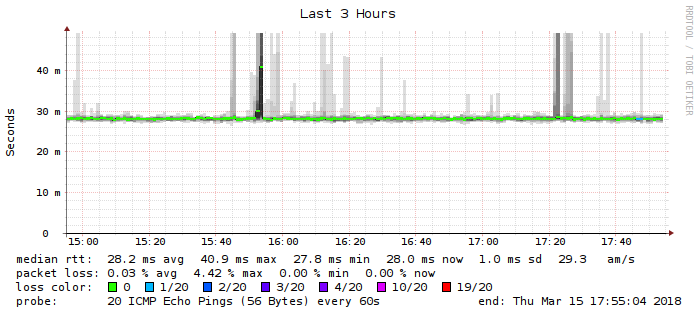 Last 3 Hours
RRDTOOL / TOBI OETIKER
Seconds
40 m
30 m
20 m
10 m
0
15:00 15:20 15:40 16:00 16:20 16:40 17:00 17:20 17:40
median rtt: 28.2 ms avg 40.9 ms max 27.8 ms min 28.0 ms now 1.0 ms sd 29.3 am/s
packet loss: 0.03 % avg 4.42 % max 0.00 % min 0.00 % now
loss color: 0 1/20 2/20 3/20 4/20 10/20 19/20
probe: 20 ICMP Echo Pings (56 Bytes) every 60s end: Thu Mar 15 17:55:04 2018